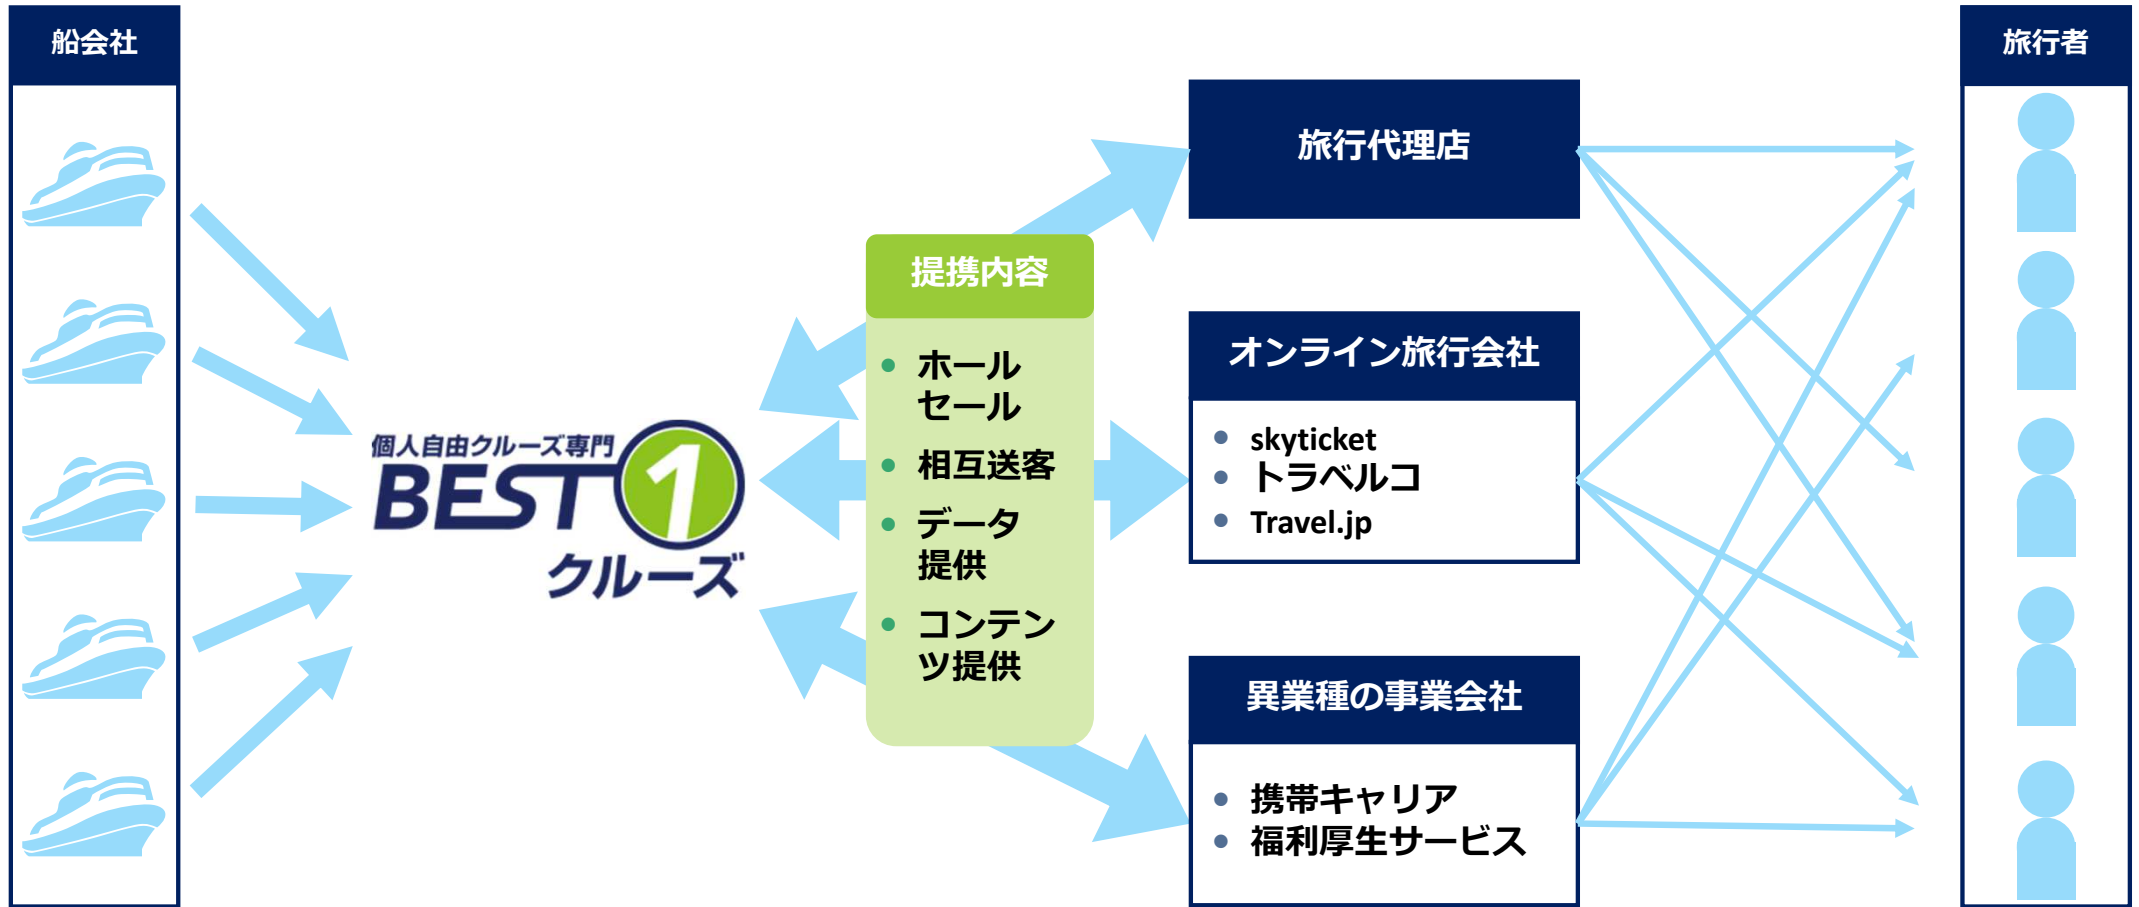 船会社
個人自由クルーズ専門
BEST 1
クルーズ
提携内容
ホール
セール
相互送客
データ
提供
コンテン
ツ提供
旅行代理店
オンライン旅行会社
skyticket
トラベルコ
Travel.jp
異業種の事業会社
携帯キャリア
福利厚生サービス
旅行者